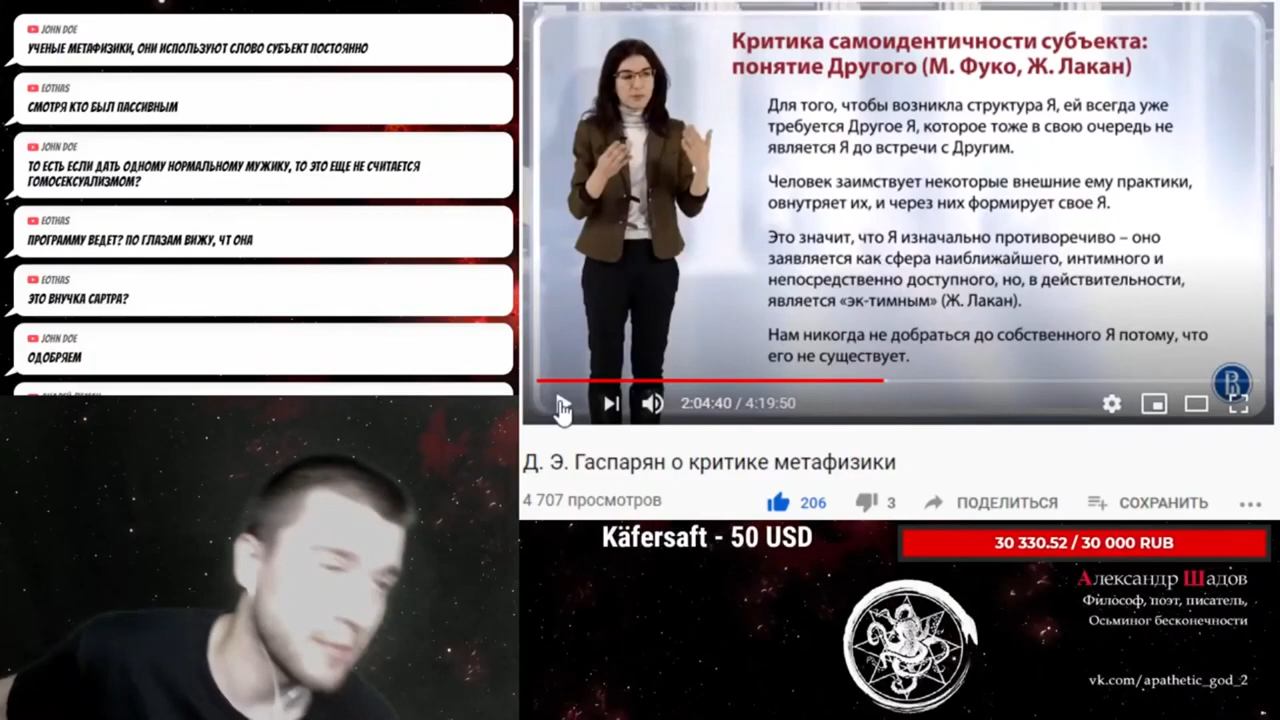 JOHN DOE
УЧЕНЫЕ МЕТАФИЗИКИ, ОНИ ИСПОЛЬЗУЮТ СЛОВО СУБЪЕКТ ПОСТОЯННО
EOTHAS
СМОТРЯ КТО БЫЛ ПАССИВНЫМ
JOHN DOE
ТО ЕСТЬ ЕСЛИ ДАТЬ ОДНОМУ НОРМАЛЬНОМУ МУЖИКУ, ТО ЭТО ЕЩЕ НЕ СЧИТАЕТСЯ
ГОМОСЕКСУАЛИЗМОМ?
EOTHAS
ПРОГРАММУ ВЕДЕТ? ПО ГЛАЗАМ ВИЖУ, ЧТ ОНА
EOTHAS
ЭТО ВНУЧКА САРТРА?
JOHN DOE
ОДОБРЯЕМ
Критика самоидентичности субъекта:
понятие Другого (М. Фуко, Ж. Лакан)
Для того, чтобы возникла структура Я, ей всегда уже
требуется Другое Я, которое тоже в свою очередь не
является Я до встречи с Другим.
Человек заимствует некоторые внешние ему практики,
овнутряет их, и через них формирует свое Я.
Это значит, что Я изначально противоречиво – оно
заявляется как сфера наиближайшего, интимного и
непосредственно доступного, но, в действительности,
является «эк-тимным» (Ж. Лакан).
Нам никогда не добраться до собственного Я потому, что
его не существует.
2:04:40 / 4:19:50
Д. Э. Гаспарян о критике метафизики
4 707 просмотров
206
3
ПОДЕЛИТЬСЯ
СОХРАНИТЬ
Käfersaft - 50 USD
30 330.52 / 30 000 RUB
Александр Шадов
Философ, поэт, писатель,
Осьминог бесконечности
vk.com/apathetic_god_2